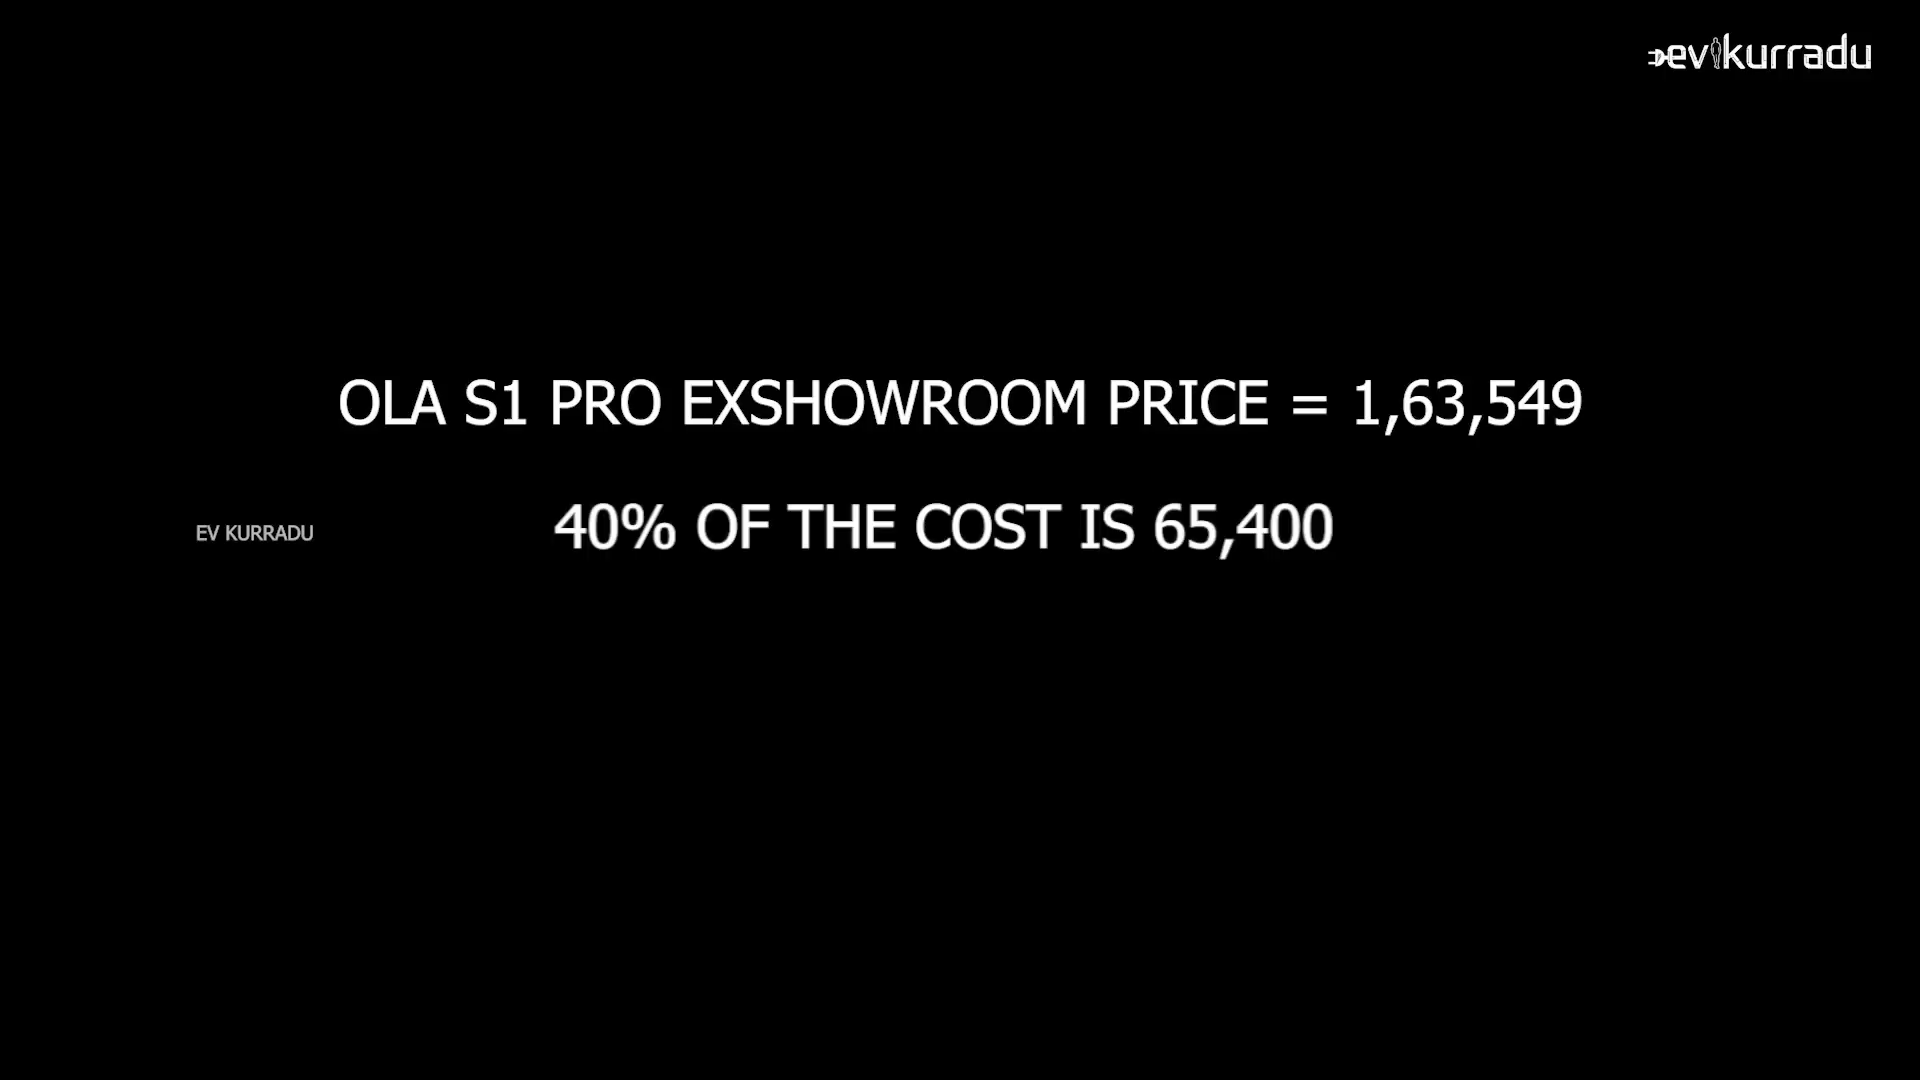 evkurradu
OLA S1 PRO EXSHOWROOM PRICE = 1,63,549
EV KURRADU
40% OF THE COST IS 65,400